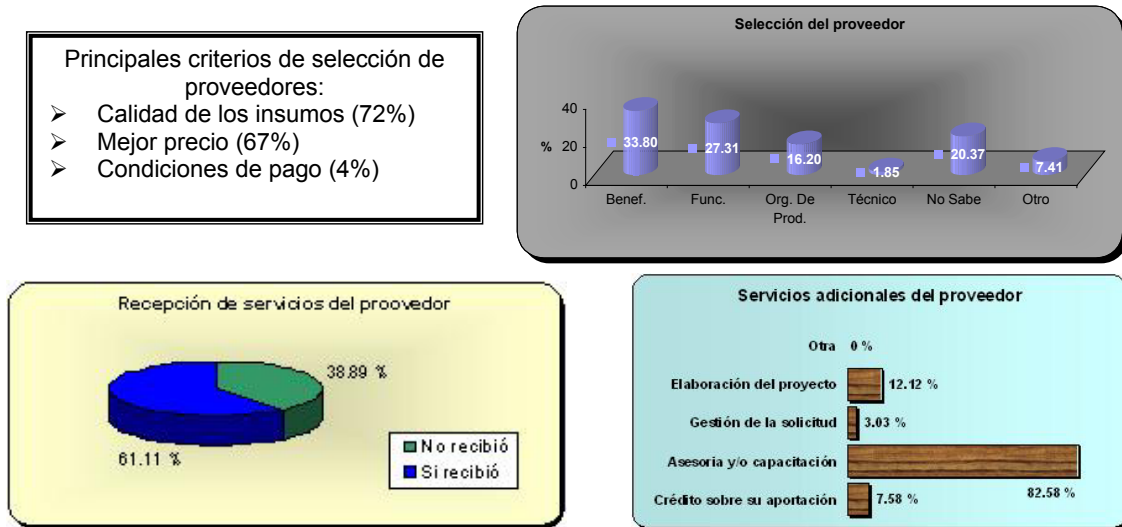 Principales criterios de selección de
proveedores:
➢ Calidad de los insumos (72%)
➢ Mejor precio (67%)
➢ Condiciones de pago (4%)
Selección del proveedor
40
20
0
%
33.80
27.31
16.20
1.85
20.37
7.41
Benef.
Func.
Org. De
Prod.
Técnico
No Sabe
Otro
Recepción de servicios del proovedor
38.89 %
61.11 %
No recibió
Si recibió
Servicios adicionales del proveedor
Otra 0 %
Elaboración del proyecto 12.12 %
Gestión de la solicitud 3.03 %
Asesoria y/o capacitación 82.58 %
Crédito sobre su aportación 7.58 %